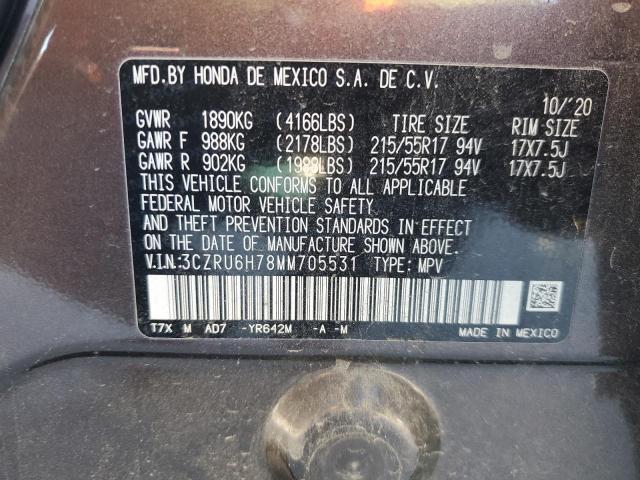 MFD.BY HONDA DE MEXICO S.A. DE C.V.
10/'20
GVWR 1890KG (4166LBS) TIRE SIZE RIM SIZE
GAWR F 988KG (2178LBS) 215/55R17 94V 17X7.5J
GAWR R 902KG (1988LBS) 215/55R17 94V 17X7.5J
THIS VEHICLE CONFORMS TO ALL APPLICABLE
FEDERAL MOTOR VEHICLE SAFETY
AND THEFT PREVENTION STANDARDS IN EFFECT
ON THE DATE OF MANUFACTURE SHOWN ABOVE.
V.I.N:3CZRU6H78MM705531 TYPE: MPV
T7X M AD7 -YR642M -A -M
MADE IN MEXICO